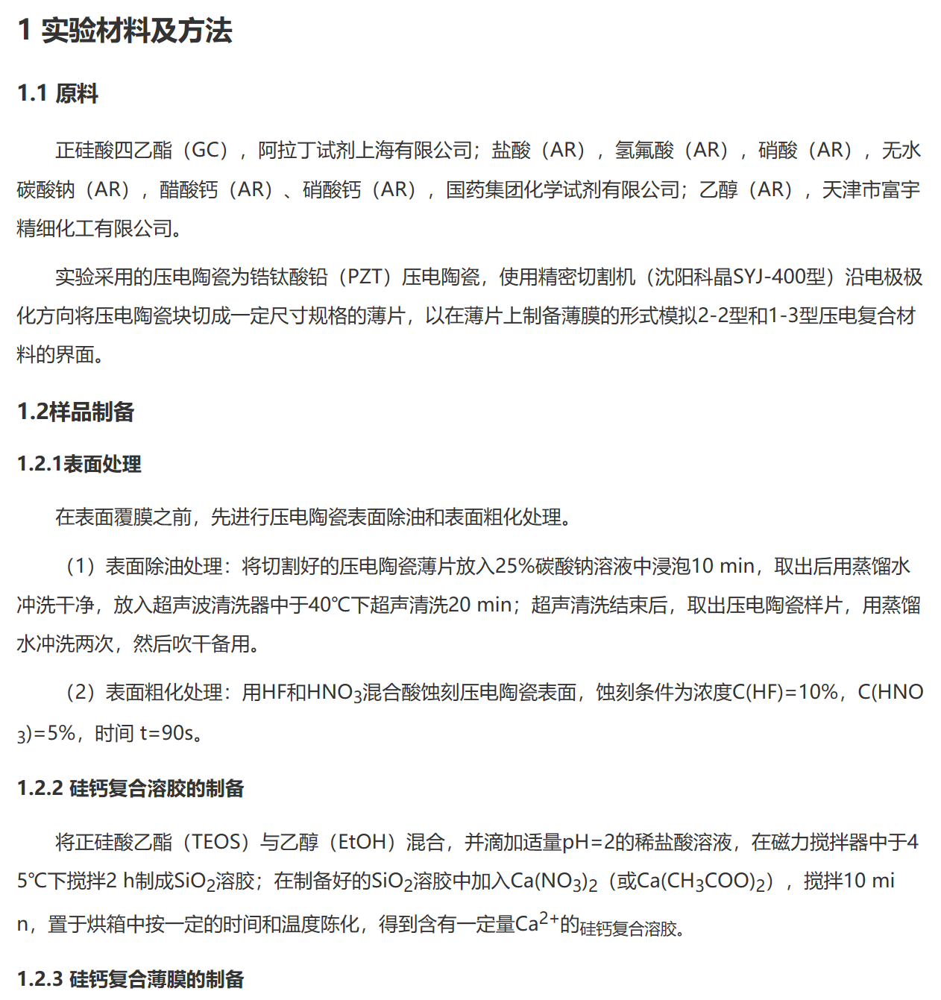 1 实验材料及方法
1.1 原料
正硅酸四乙酯（GC），阿拉丁试剂上海有限公司；盐酸（AR），氢氟酸（AR），硝酸（AR），无水
碳酸钠（AR），醋酸钙（AR）、硝酸钙（AR），国药集团化学试剂有限公司；乙醇（AR），天津市富宇
精细化工有限公司。
实验采用的压电陶瓷为锆钛酸铅（PZT）压电陶瓷，使用精密切割机（沈阳科晶SYJ-400型）沿电极极
化方向将压电陶瓷块切成一定尺寸规格的薄片，以在薄片上制备薄膜的形式模拟2-2型和1-3型压电复合材
料的界面。
1.2样品制备
1.2.1表面处理
在表面覆膜之前，先进行压电陶瓷表面除油和表面粗化处理。
（1）表面除油处理：将切割好的压电陶瓷薄片放入25%碳酸钠溶液中浸泡10 min，取出后用蒸馏水
冲洗干净，放入超声波清洗器中于40℃下超声清洗20 min；超声清洗结束后，取出压电陶瓷样片，用蒸馏
水冲洗两次，然后吹干备用。
（2）表面粗化处理：用HF和HNO₃混合酸蚀刻压电陶瓷表面，蚀刻条件为浓度C(HF)=10%，C(HNO
₃)=5%，时间 t=90s。
1.2.2 硅钙复合溶胶的制备
将正硅酸乙酯（TEOS）与乙醇（EtOH）混合，并滴加适量pH=2的稀盐酸溶液，在磁力搅拌器中于4
5℃下搅拌2 h制成SiO₂溶胶；在制备好的SiO₂溶胶中加入Ca(NO₃)₂（或Ca(CH₃COO)₂），搅拌10 mi
n，置于烘箱中按一定的时间和温度陈化，得到含有一定量Ca²⁺的硅钙复合溶胶。
1.2.3 硅钙复合薄膜的制备